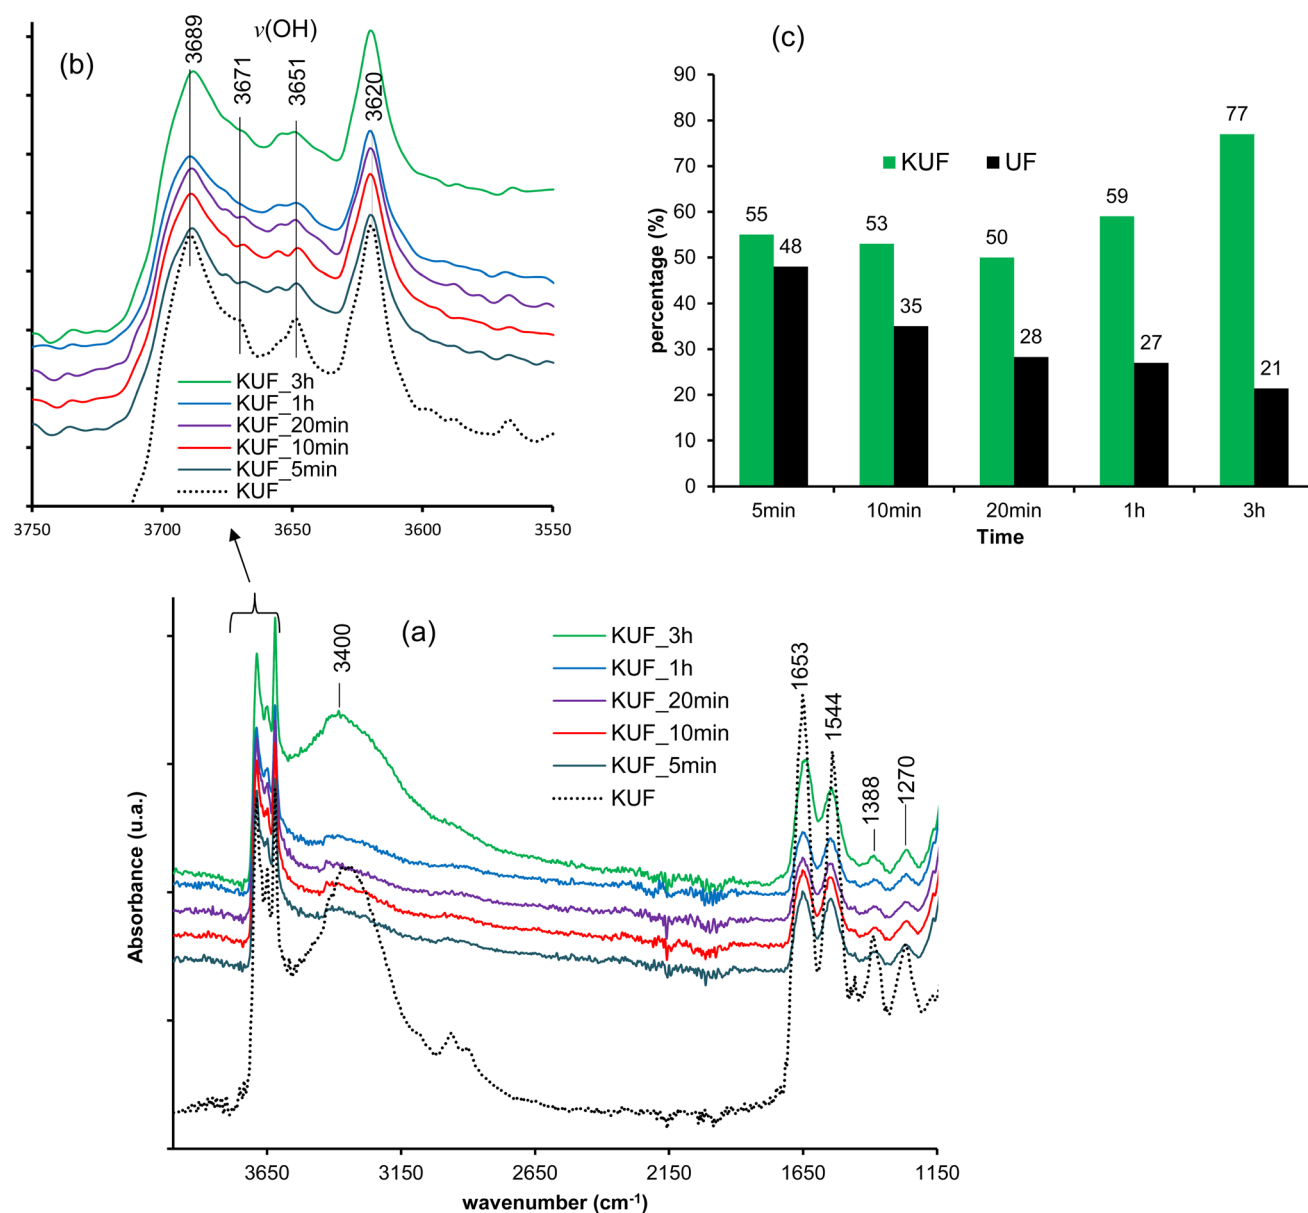 (b)
ν(OH)
3689
3671
3651
3620
KUF_3h
KUF_1h
KUF_20min
KUF_10min
KUF_5min
KUF
3750 3700 3650 3600 3550
(c)
percentage (%)
90
80
70
60
50
40
30
20
10
0
KUF UF
55 48 53 35 50 28 59 27 77 21
5min 10min 20min 1h 3h
Time
(a)
Absorbance (u.a.)
3400
KUF_3h
KUF_1h
KUF_20min
KUF_10min
KUF_5min
KUF
1653
1544
1388
1270
3650 3150 2650 2150 1650 1150
wavenumber (cm⁻¹)